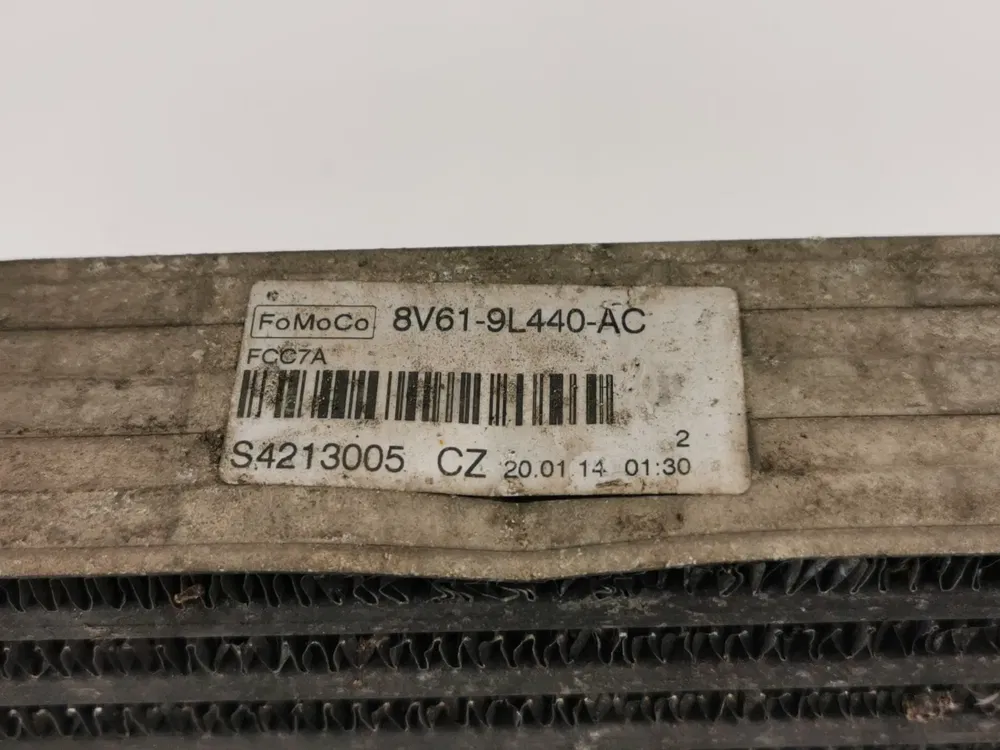 FoMoCo 8V61-9L440-AC
FCC7A
2
S4213005 CZ 20.01.14 01:30